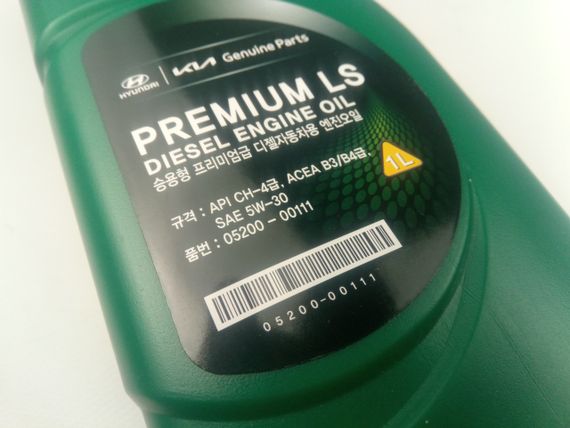 HYUNDAI KIA Genuine Parts
PREMIUM LS
DIESEL ENGINE OIL
승용형 프리미엄급 디젤자동차용 엔진오일
1L
규격 : API CH-4급, ACEA B3/B4급,
SAE 5W-30
품번 : 05200 - 00111
05200-00111